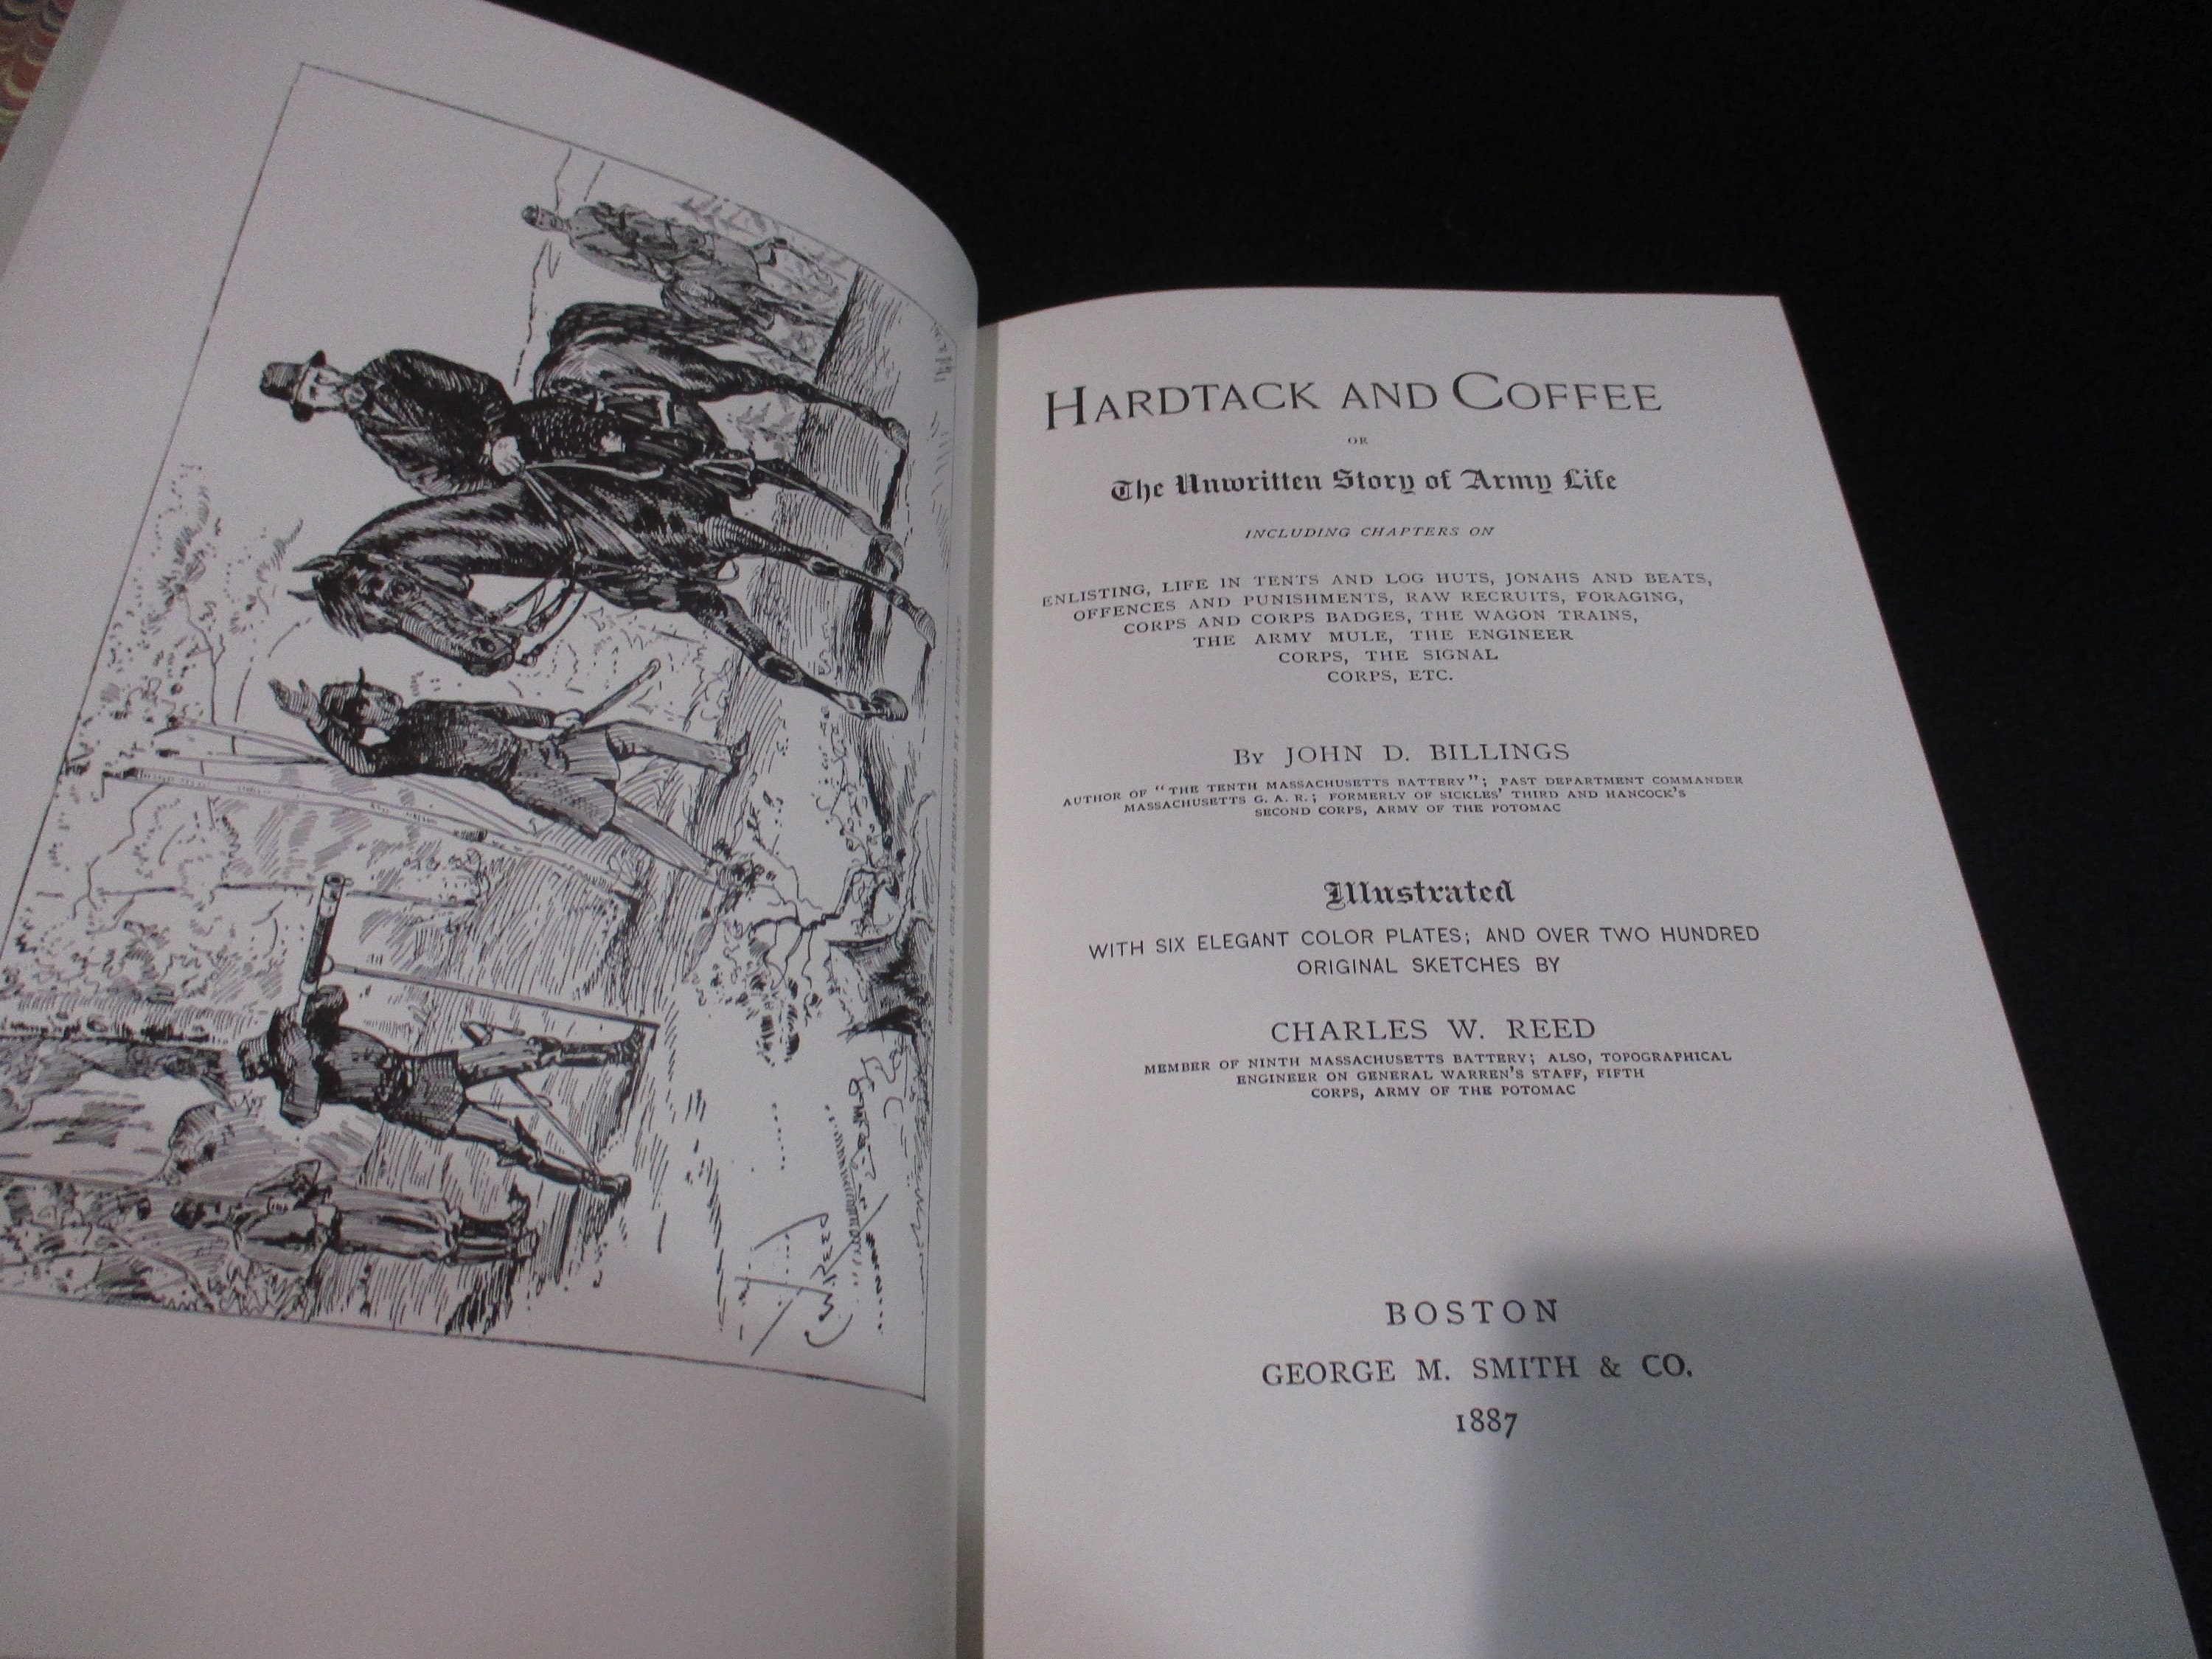 GENERAL GRANT REPRIMANDED BY A LIEUTENANT
HARDTACK AND COFFEE
OR
The Unwritten Story of Army Life
INCLUDING CHAPTERS ON
ENLISTING, LIFE IN TENTS AND LOG HUTS, JONAHS AND BEATS,
OFFENCES AND PUNISHMENTS, RAW RECRUITS, FORAGING,
CORPS AND CORPS BADGES, THE WAGON TRAINS,
THE ARMY MULE, THE ENGINEER
CORPS, THE SIGNAL
CORPS, ETC.
BY JOHN D. BILLINGS
AUTHOR OF "THE TENTH MASSACHUSETTS BATTERY"; PAST DEPARTMENT COMMANDER
MASSACHUSETTS G. A. R.; FORMERLY OF SICKLES' THIRD AND HANCOCK'S
SECOND CORPS, ARMY OF THE POTOMAC
Illustrated
WITH SIX ELEGANT COLOR PLATES; AND OVER TWO HUNDRED
ORIGINAL SKETCHES BY
CHARLES W. REED
MEMBER OF NINTH MASSACHUSETTS BATTERY; ALSO, TOPOGRAPHICAL
ENGINEER ON GENERAL WARREN'S STAFF, FIFTH
CORPS, ARMY OF THE POTOMAC
BOSTON
GEORGE M. SMITH & CO.
1887